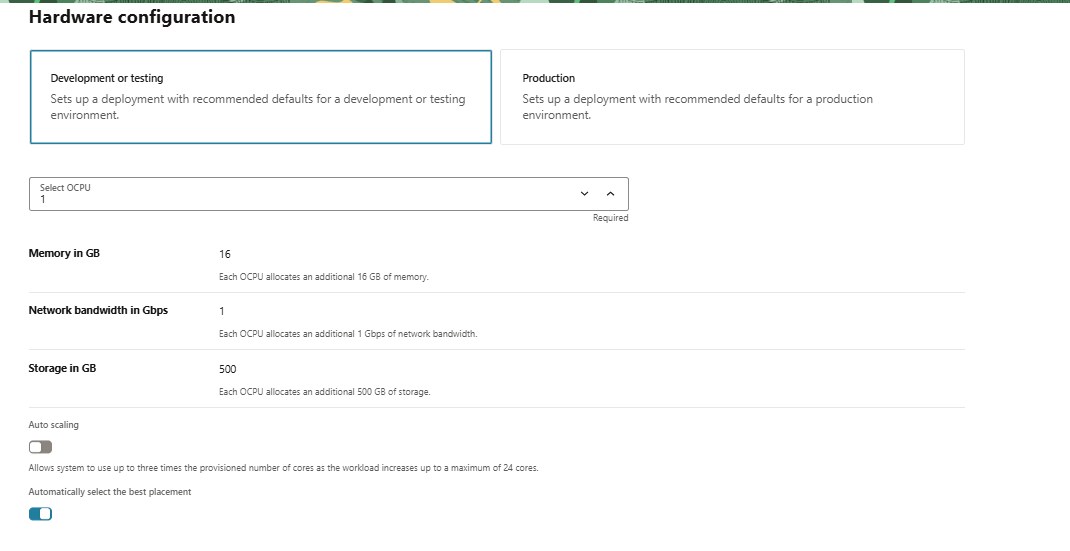 Hardware configuration
Development or testing
Sets up a deployment with recommended defaults for a development or testing
environment.
Production
Sets up a deployment with recommended defaults for a production
environment.
Select OCPU
1
Required
Memory in GB
16
Each OCPU allocates an additional 16 GB of memory.
Network bandwidth in Gbps
1
Each OCPU allocates an additional 1 Gbps of network bandwidth.
Storage in GB
500
Each OCPU allocates an additional 500 GB of storage.
Auto scaling
Allows system to use up to three times the provisioned number of cores as the workload increases up to a maximum of 24 cores.
Automatically select the best placement